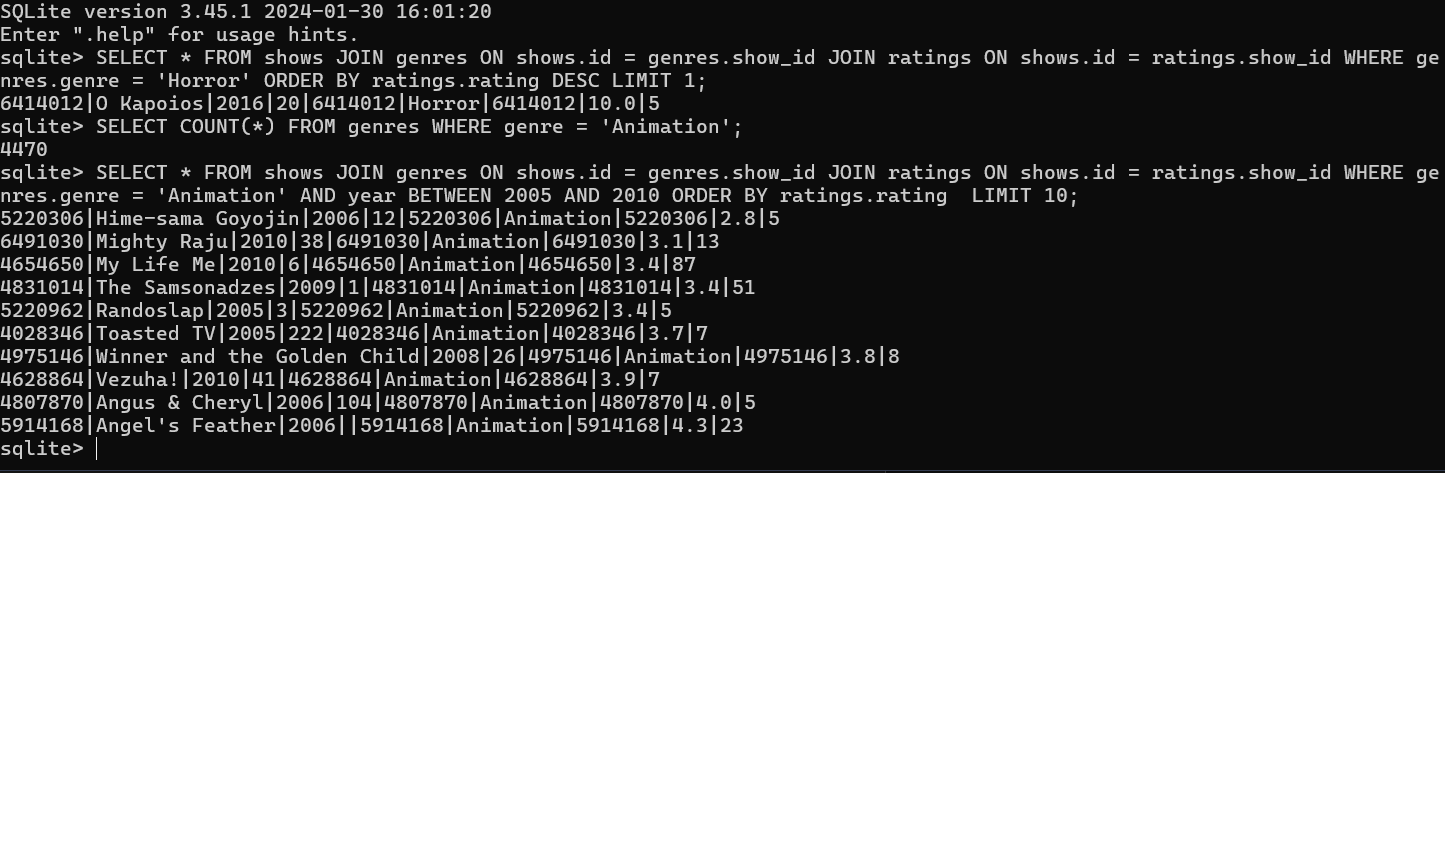 SQLite version 3.45.1 2024-01-30 16:01:20
Enter ".help" for usage hints.
sqlite> SELECT * FROM shows JOIN genres ON shows.id = genres.show_id JOIN ratings ON shows.id = ratings.show_id WHERE ge
nres.genre = 'Horror' ORDER BY ratings.rating DESC LIMIT 1;
6414012|O Kapoios|2016|20|6414012|Horror|6414012|10.0|5
sqlite> SELECT COUNT(*) FROM genres WHERE genre = 'Animation';
4470
sqlite> SELECT * FROM shows JOIN genres ON shows.id = genres.show_id JOIN ratings ON shows.id = ratings.show_id WHERE ge
nres.genre = 'Animation' AND year BETWEEN 2005 AND 2010 ORDER BY ratings.rating  LIMIT 10;
5220306|Hime-sama Goyojin|2006|12|5220306|Animation|5220306|2.8|5
6491030|Mighty Raju|2010|38|6491030|Animation|6491030|3.1|13
4654650|My Life Me|2010|6|4654650|Animation|4654650|3.4|87
4831014|The Samsonadzes|2009|1|4831014|Animation|4831014|3.4|51
5220962|Randoslap|2005|3|5220962|Animation|5220962|3.4|5
4028346|Toasted TV|2005|222|4028346|Animation|4028346|3.7|7
4975146|Winner and the Golden Child|2008|26|4975146|Animation|4975146|3.8|8
4628864|Vezuha!|2010|41|4628864|Animation|4628864|3.9|7
4807870|Angus & Cheryl|2006|104|4807870|Animation|4807870|4.0|5
5914168|Angel's Feather|2006||5914168|Animation|5914168|4.3|23
sqlite>